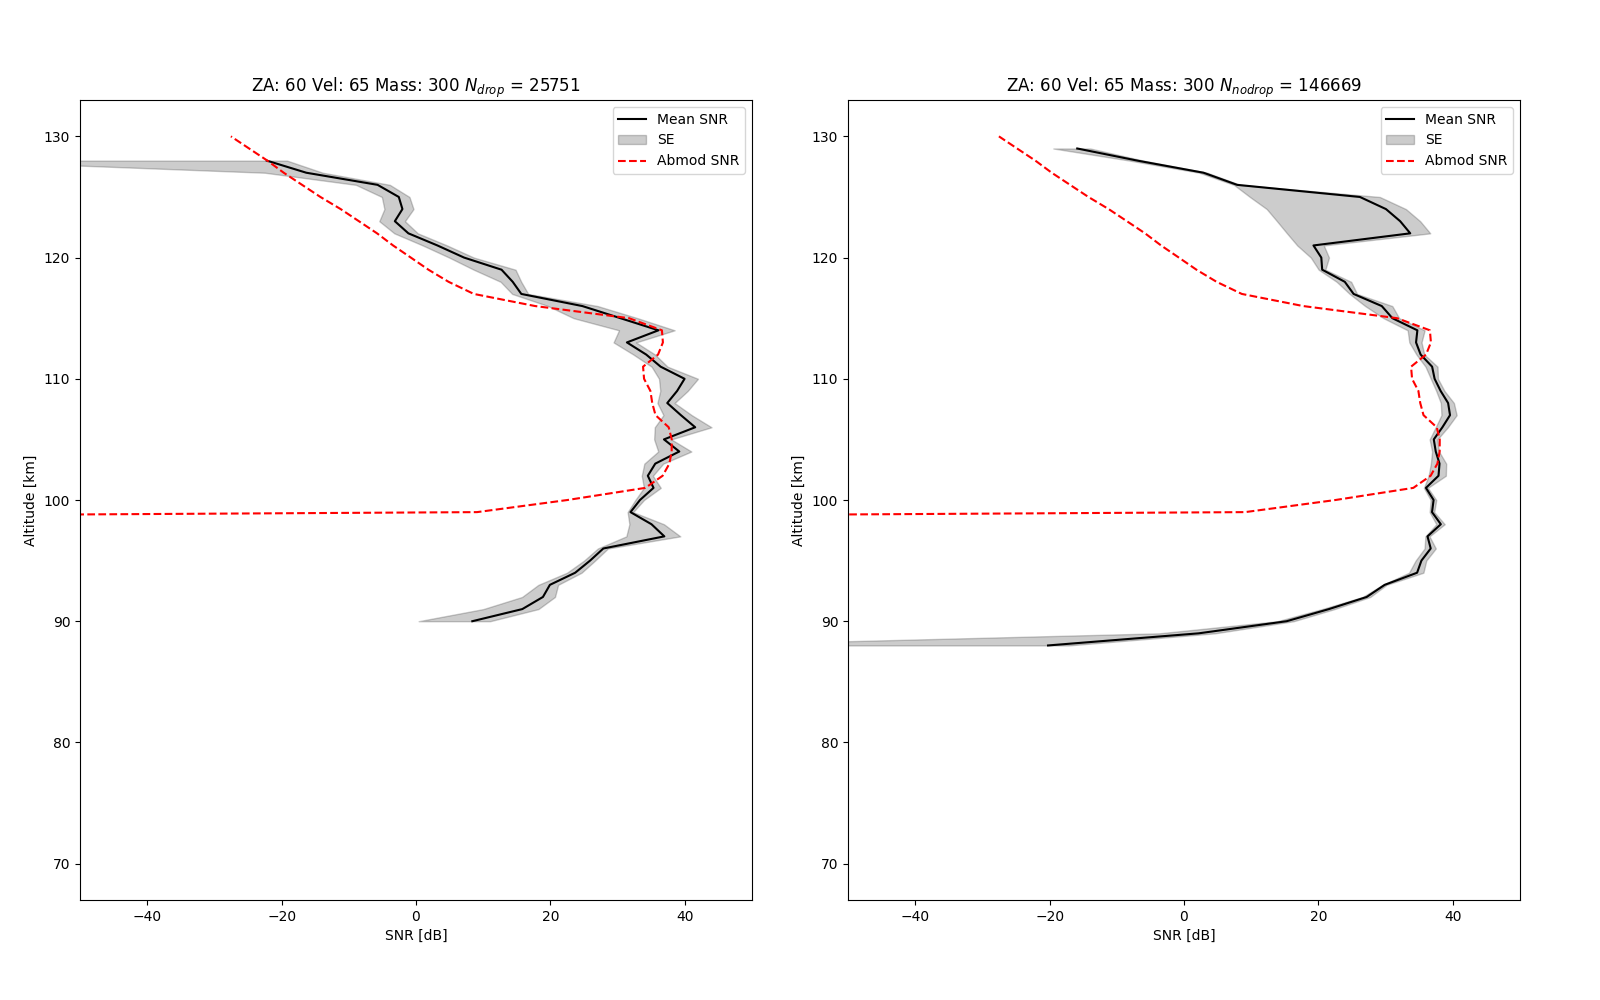 ZA: 60 Vel: 65 Mass: 300 N_drop = 25751
Mean SNR
SE
Abmod SNR
130
120
110
100
90
80
70
Altitude [km]
−40
−20
0
20
40
SNR [dB]
ZA: 60 Vel: 65 Mass: 300 N_nodrop = 146669
Mean SNR
SE
Abmod SNR
130
120
110
100
90
80
70
Altitude [km]
−40
−20
0
20
40
SNR [dB]